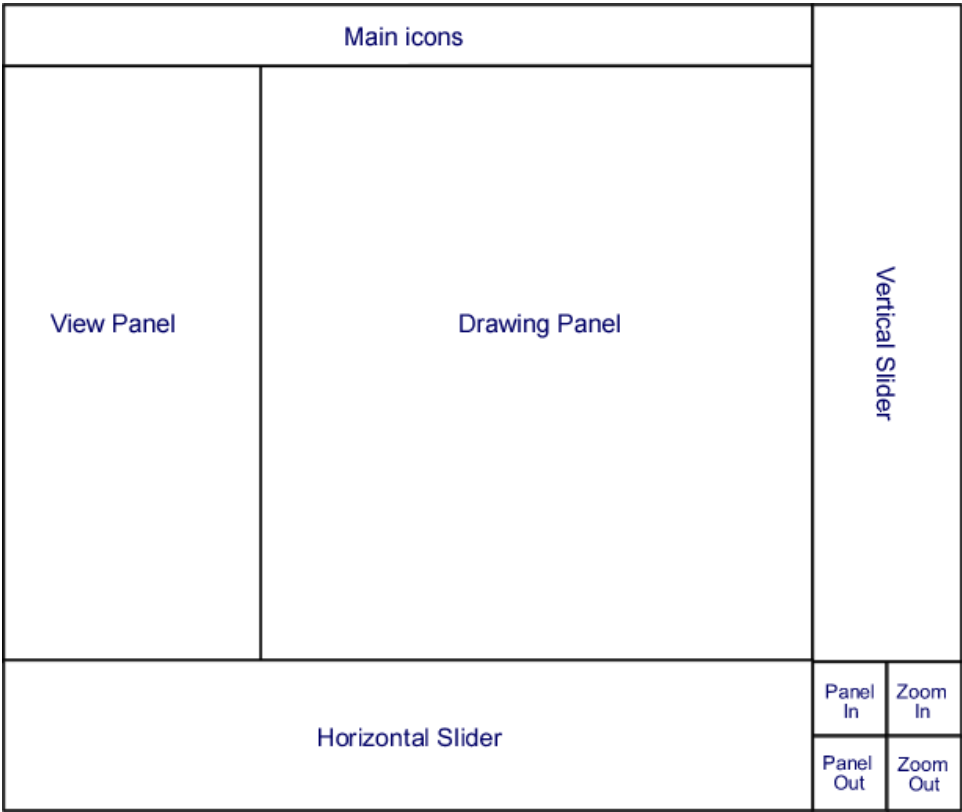 Main icons
View Panel
Drawing Panel
Vertical Slider
Horizontal Slider
Panel
In
Zoom
In
Panel
Out
Zoom
Out